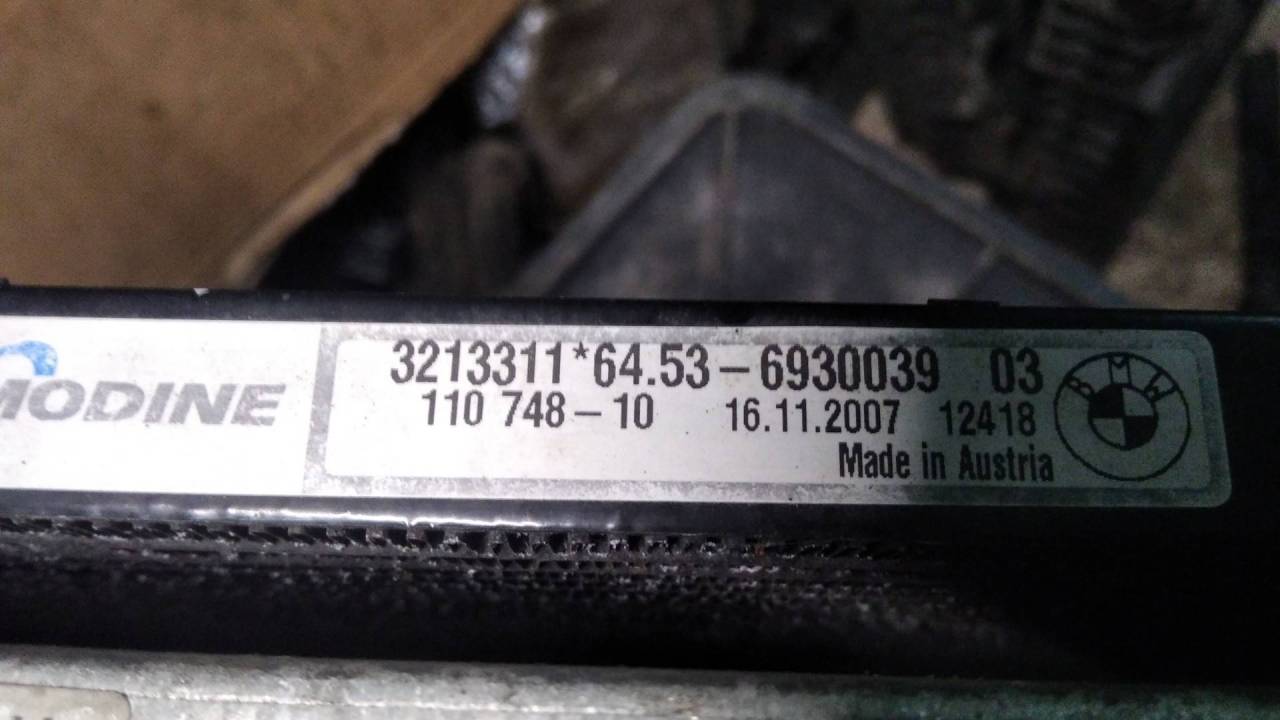 MODINE
3213311*64.53-6930039 03
110 748-10 16.11.2007 12418
Made in Austria
BMW